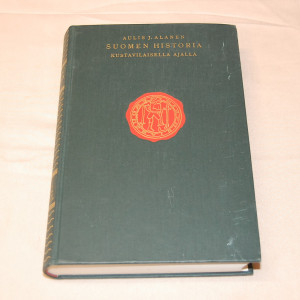 AULIS J. ALANEN
SUOMEN HISTORIA
KUSTAVILAISELLA AJALLA